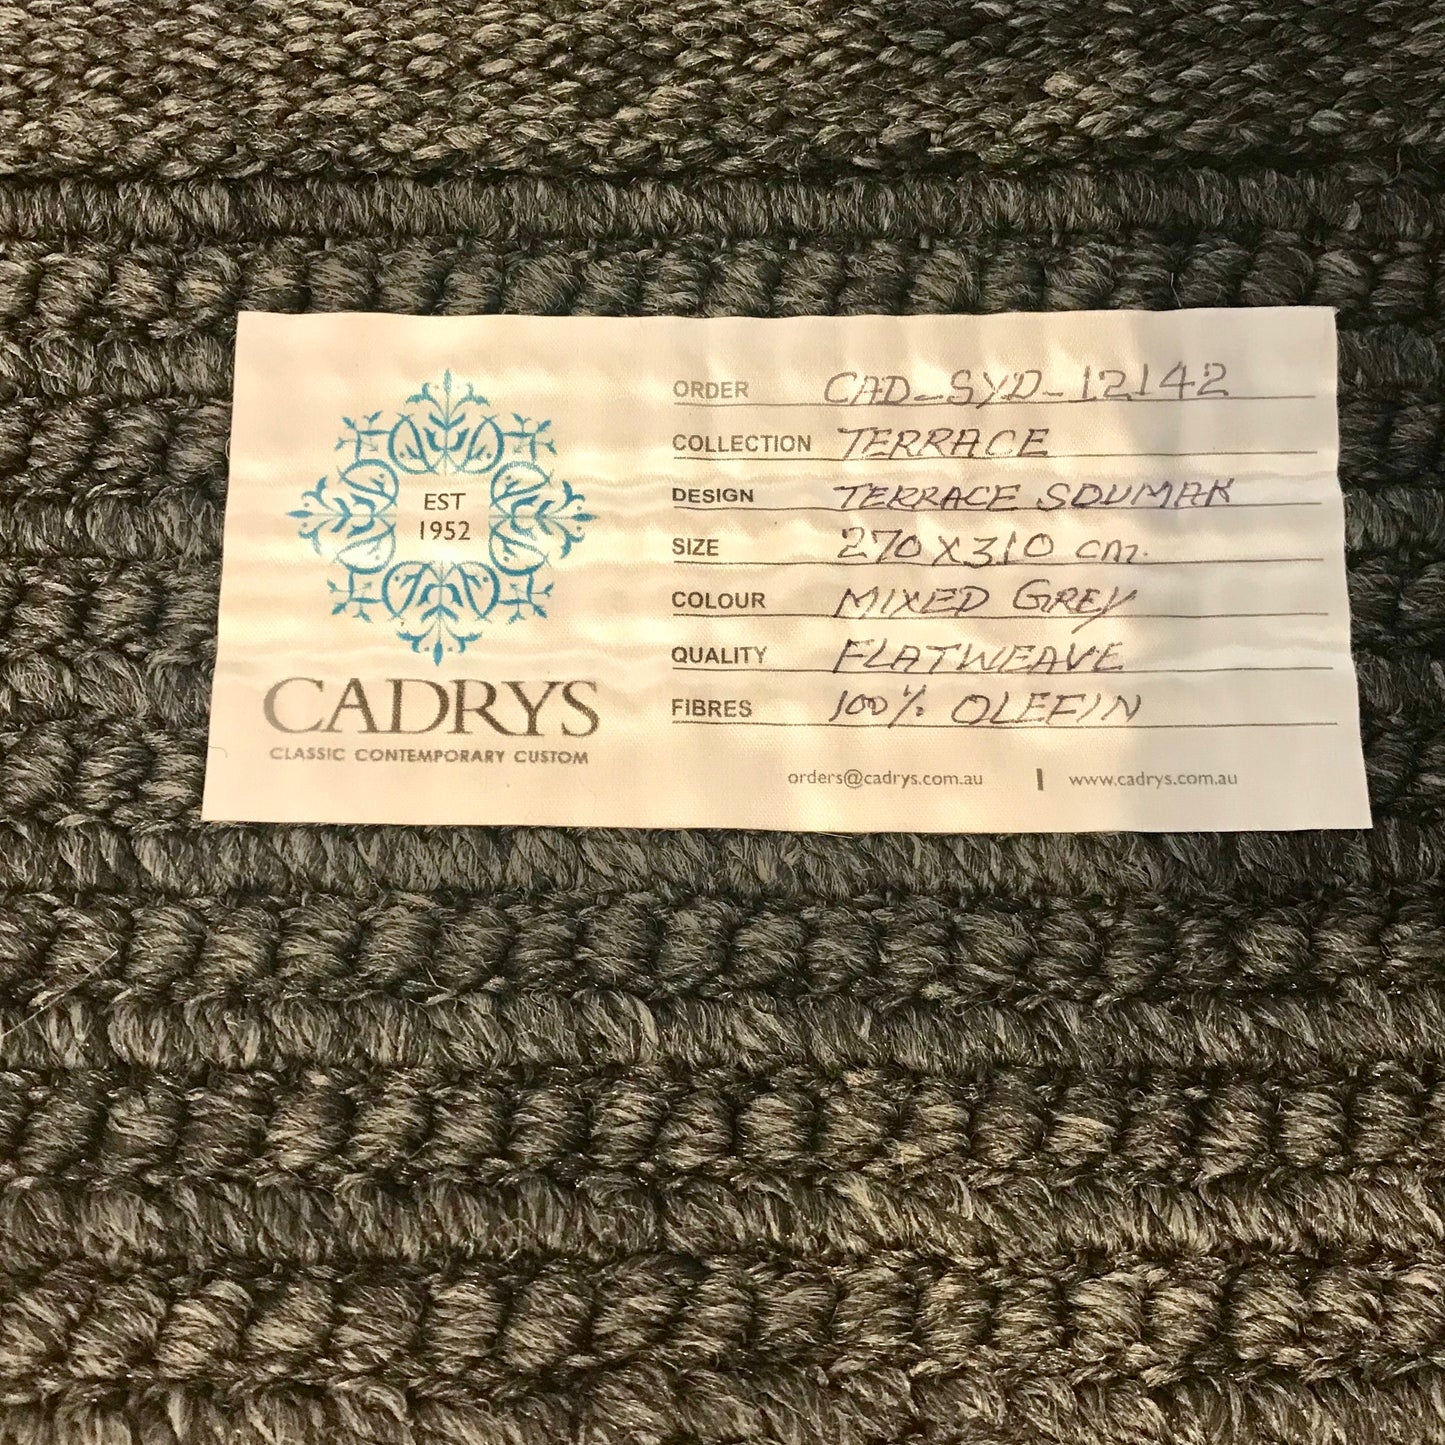 EST
1952
CADRYS
CLASSIC CONTEMPORARY CUSTOM
ORDER CAD-SYD-12142
COLLECTION TERRACE
DESIGN TERRACE SOUMAK
SIZE 270X310 cm.
COLOUR MIXED GREY
QUALITY FLATWEAVE
FIBRES 100% OLEFIN
orders@cadrys.com.au | www.cadrys.com.au